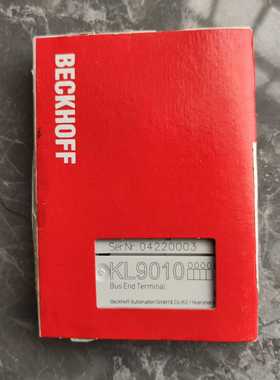 BECKHOFF
Ser.Nr. 04220003
KL9010
Bus End Terminal
Beckhoff Automation GmbH & Co. KG /